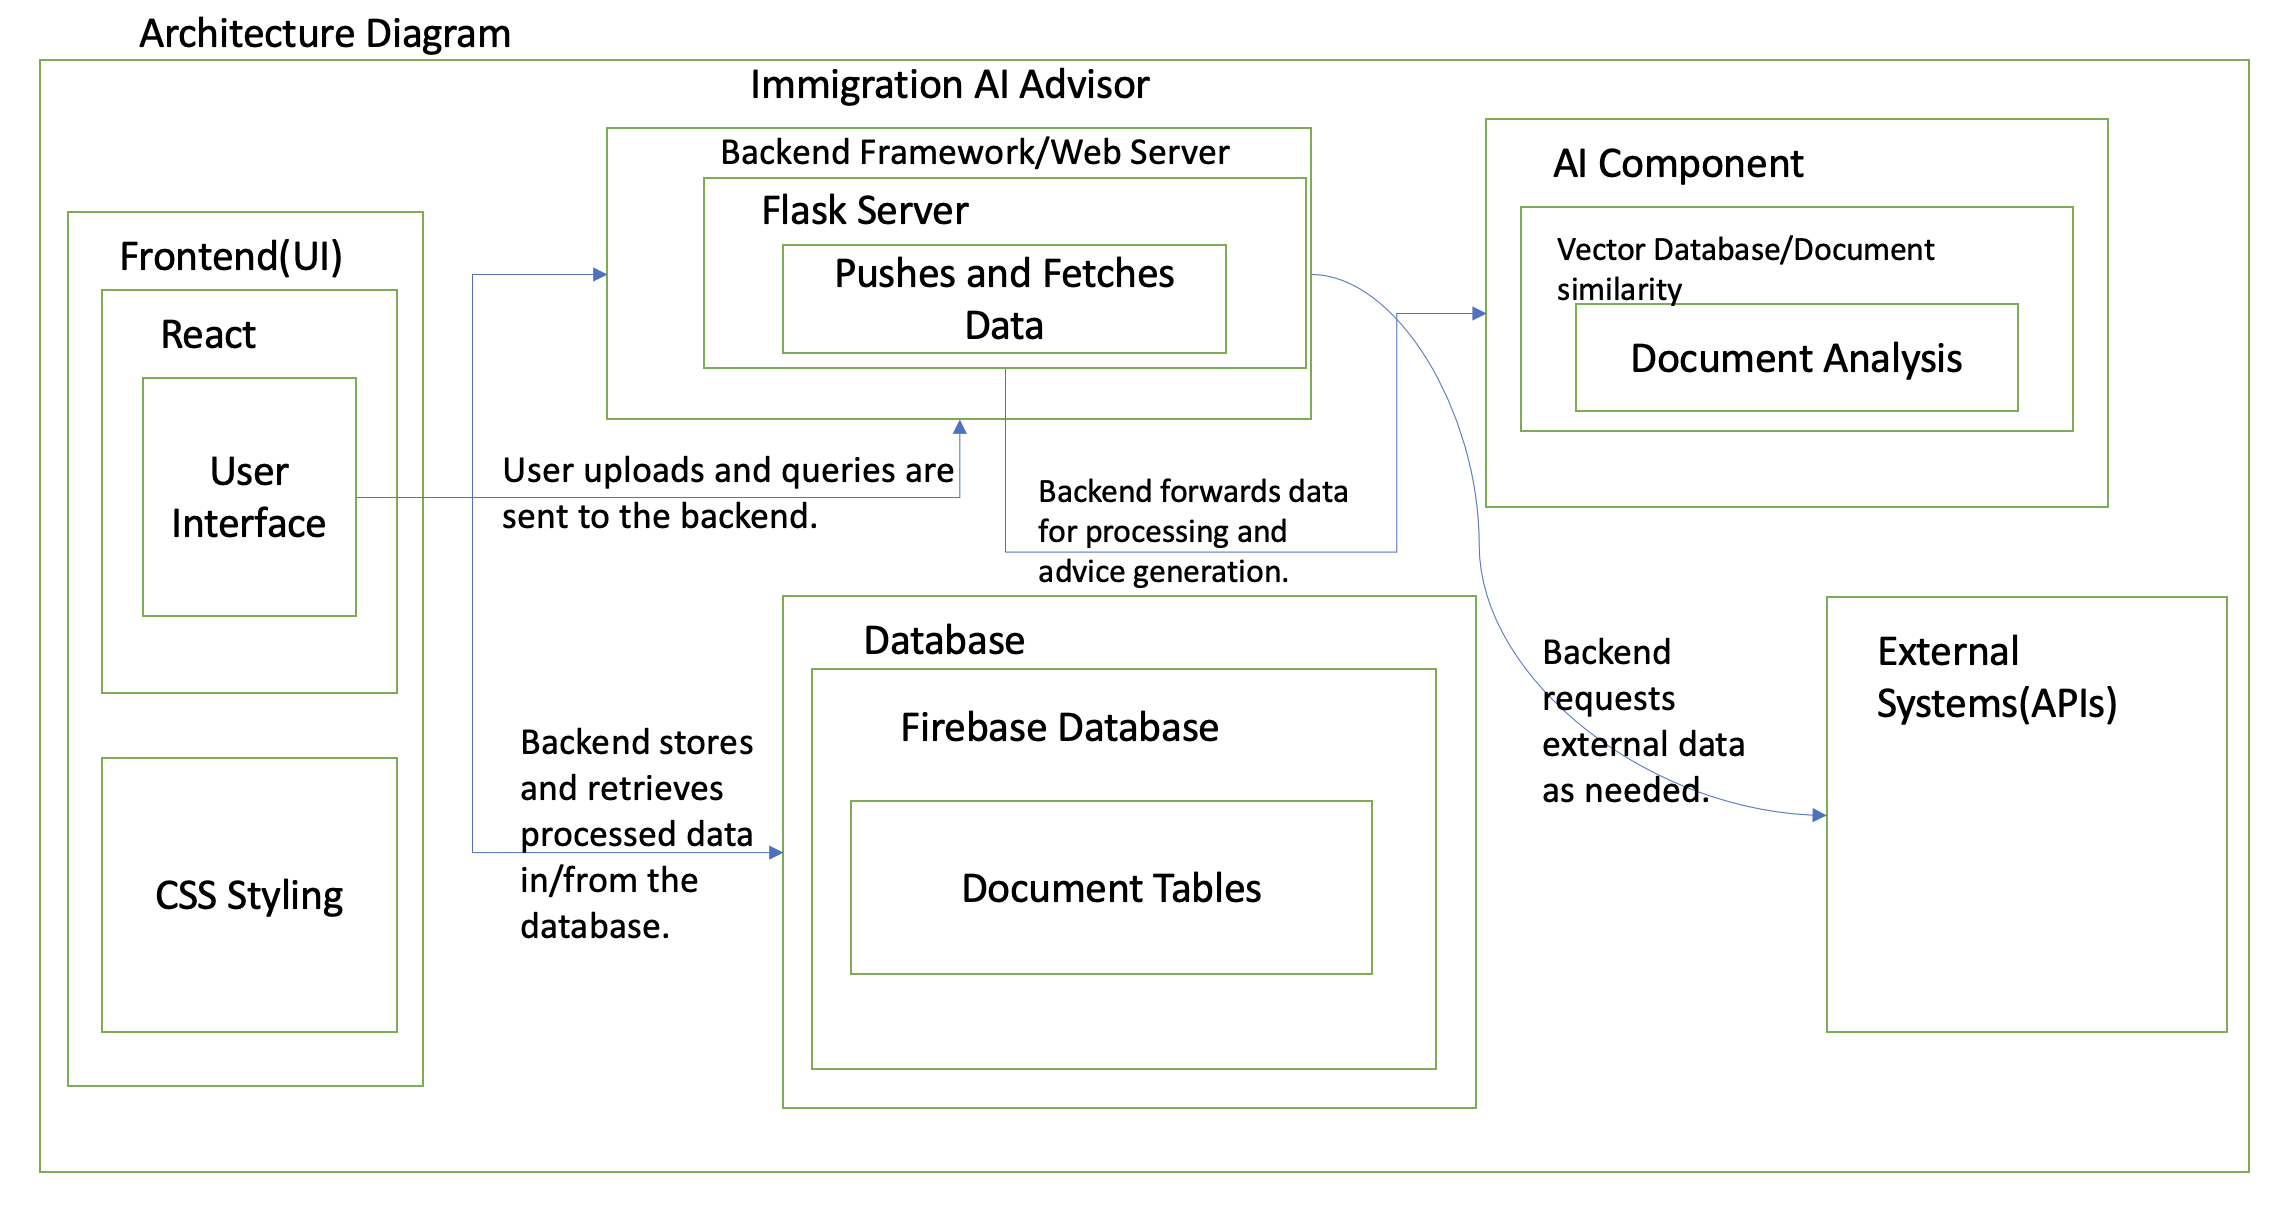 Architecture Diagram
Immigration AI Advisor
Frontend(UI)
React
User
Interface
CSS Styling
Backend Framework/Web Server
Flask Server
Pushes and Fetches
Data
User uploads and queries are
sent to the backend.
Backend forwards data
for processing and
advice generation.
AI Component
Vector Database/Document
similarity
Document Analysis
Backend stores
and retrieves
processed data
in/from the
database.
Database
Firebase Database
Document Tables
Backend
requests
external data
as needed.
External
Systems(APIs)